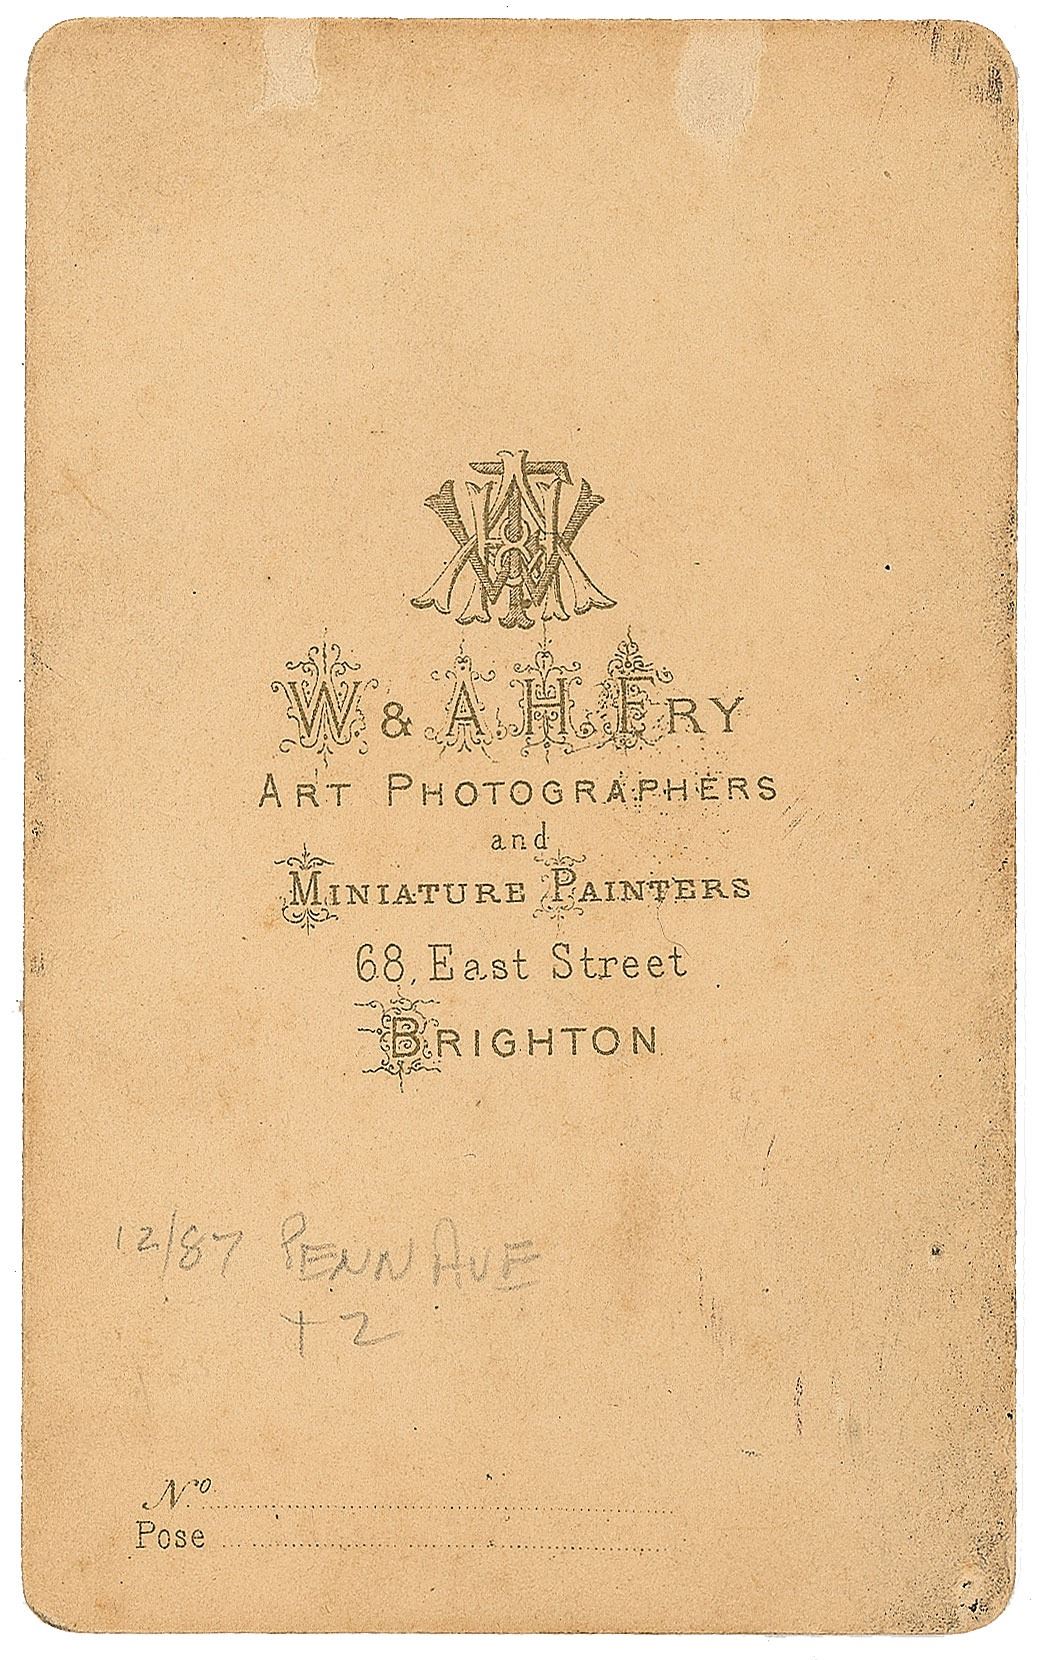 W & A. H. FRY
ART PHOTOGRAPHERS
and
MINIATURE PAINTERS
68, East Street
BRIGHTON
12/87 PENN AVE
+2
No
Pose